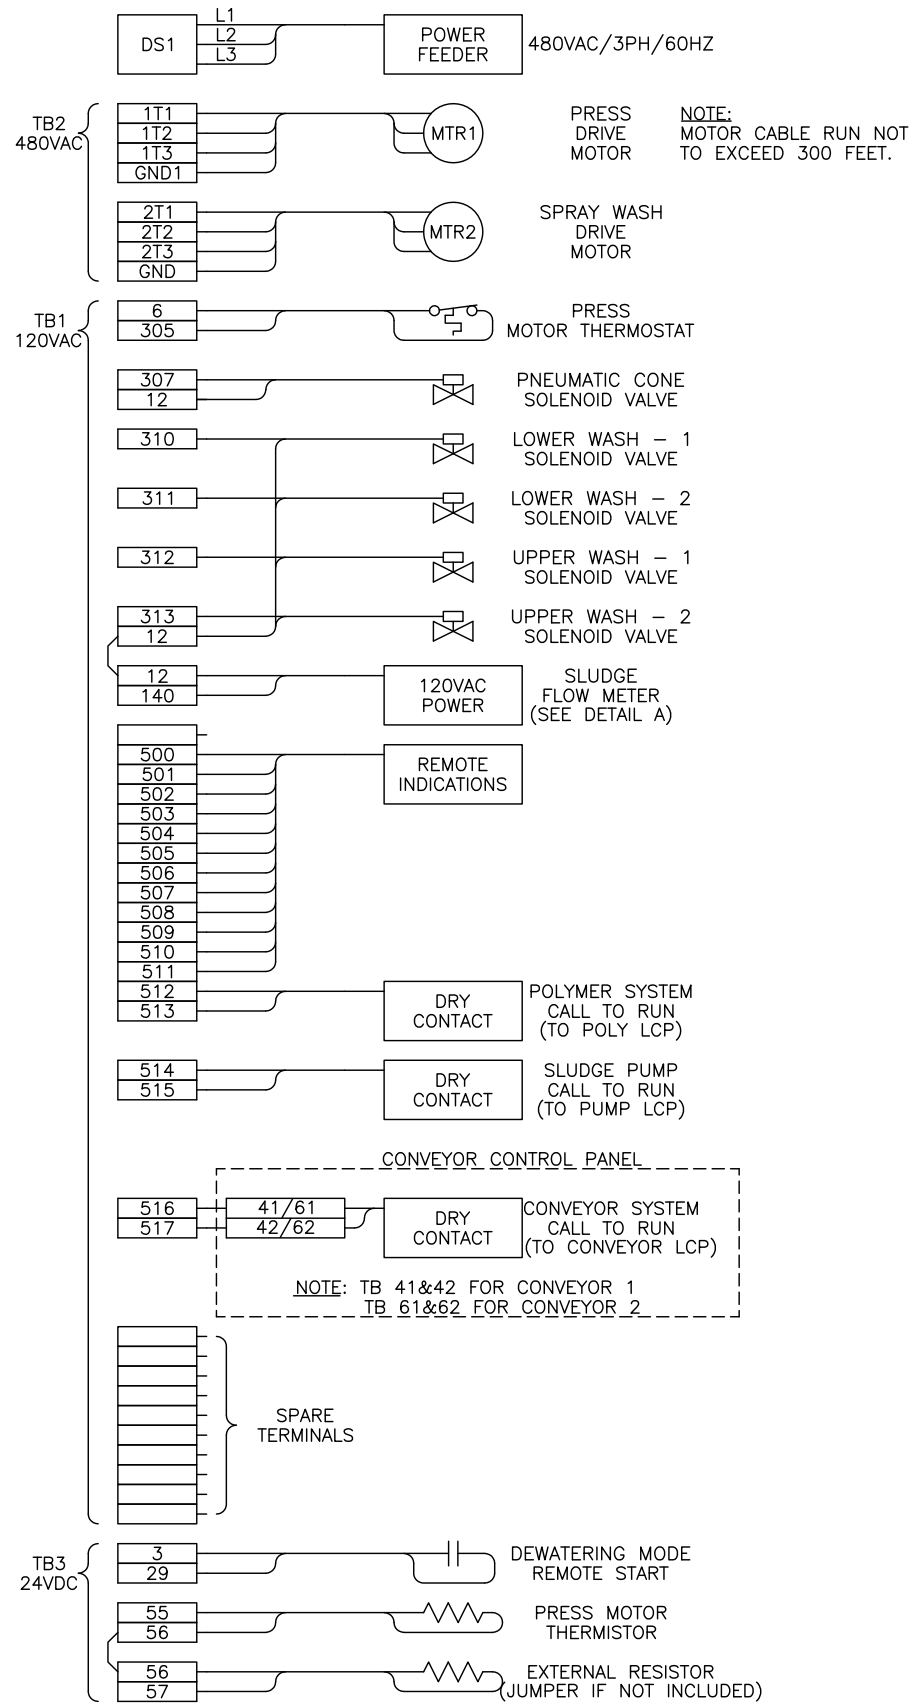 L1
L2
L3
DS1
POWER
FEEDER
480VAC/3PH/60HZ
TB2
480VAC
1T1
1T2
1T3
GND1
MTR1
PRESS
DRIVE
MOTOR
NOTE:
MOTOR CABLE RUN NOT
TO EXCEED 300 FEET.
2T1
2T2
2T3
GND
MTR2
SPRAY WASH
DRIVE
MOTOR
TB1
120VAC
6
305
PRESS
MOTOR THERMOSTAT
307
12
PNEUMATIC CONE
SOLENOID VALVE
310
LOWER WASH – 1
SOLENOID VALVE
311
LOWER WASH – 2
SOLENOID VALVE
312
UPPER WASH – 1
SOLENOID VALVE
313
12
UPPER WASH – 2
SOLENOID VALVE
12
140
120VAC
POWER
SLUDGE
FLOW METER
(SEE DETAIL A)
500
501
502
503
504
505
506
507
508
509
510
511
REMOTE
INDICATIONS
512
513
DRY
CONTACT
POLYMER SYSTEM
CALL TO RUN
(TO POLY LCP)
514
515
DRY
CONTACT
SLUDGE PUMP
CALL TO RUN
(TO PUMP LCP)
CONVEYOR CONTROL PANEL
516
517
41/61
42/62
DRY
CONTACT
CONVEYOR SYSTEM
CALL TO RUN
(TO CONVEYOR LCP)
NOTE: TB 41&42 FOR CONVEYOR 1
TB 61&62 FOR CONVEYOR 2
SPARE
TERMINALS
TB3
24VDC
3
29
DEWATERING MODE
REMOTE START
55
56
PRESS MOTOR
THERMISTOR
56
57
EXTERNAL RESISTOR
(JUMPER IF NOT INCLUDED)